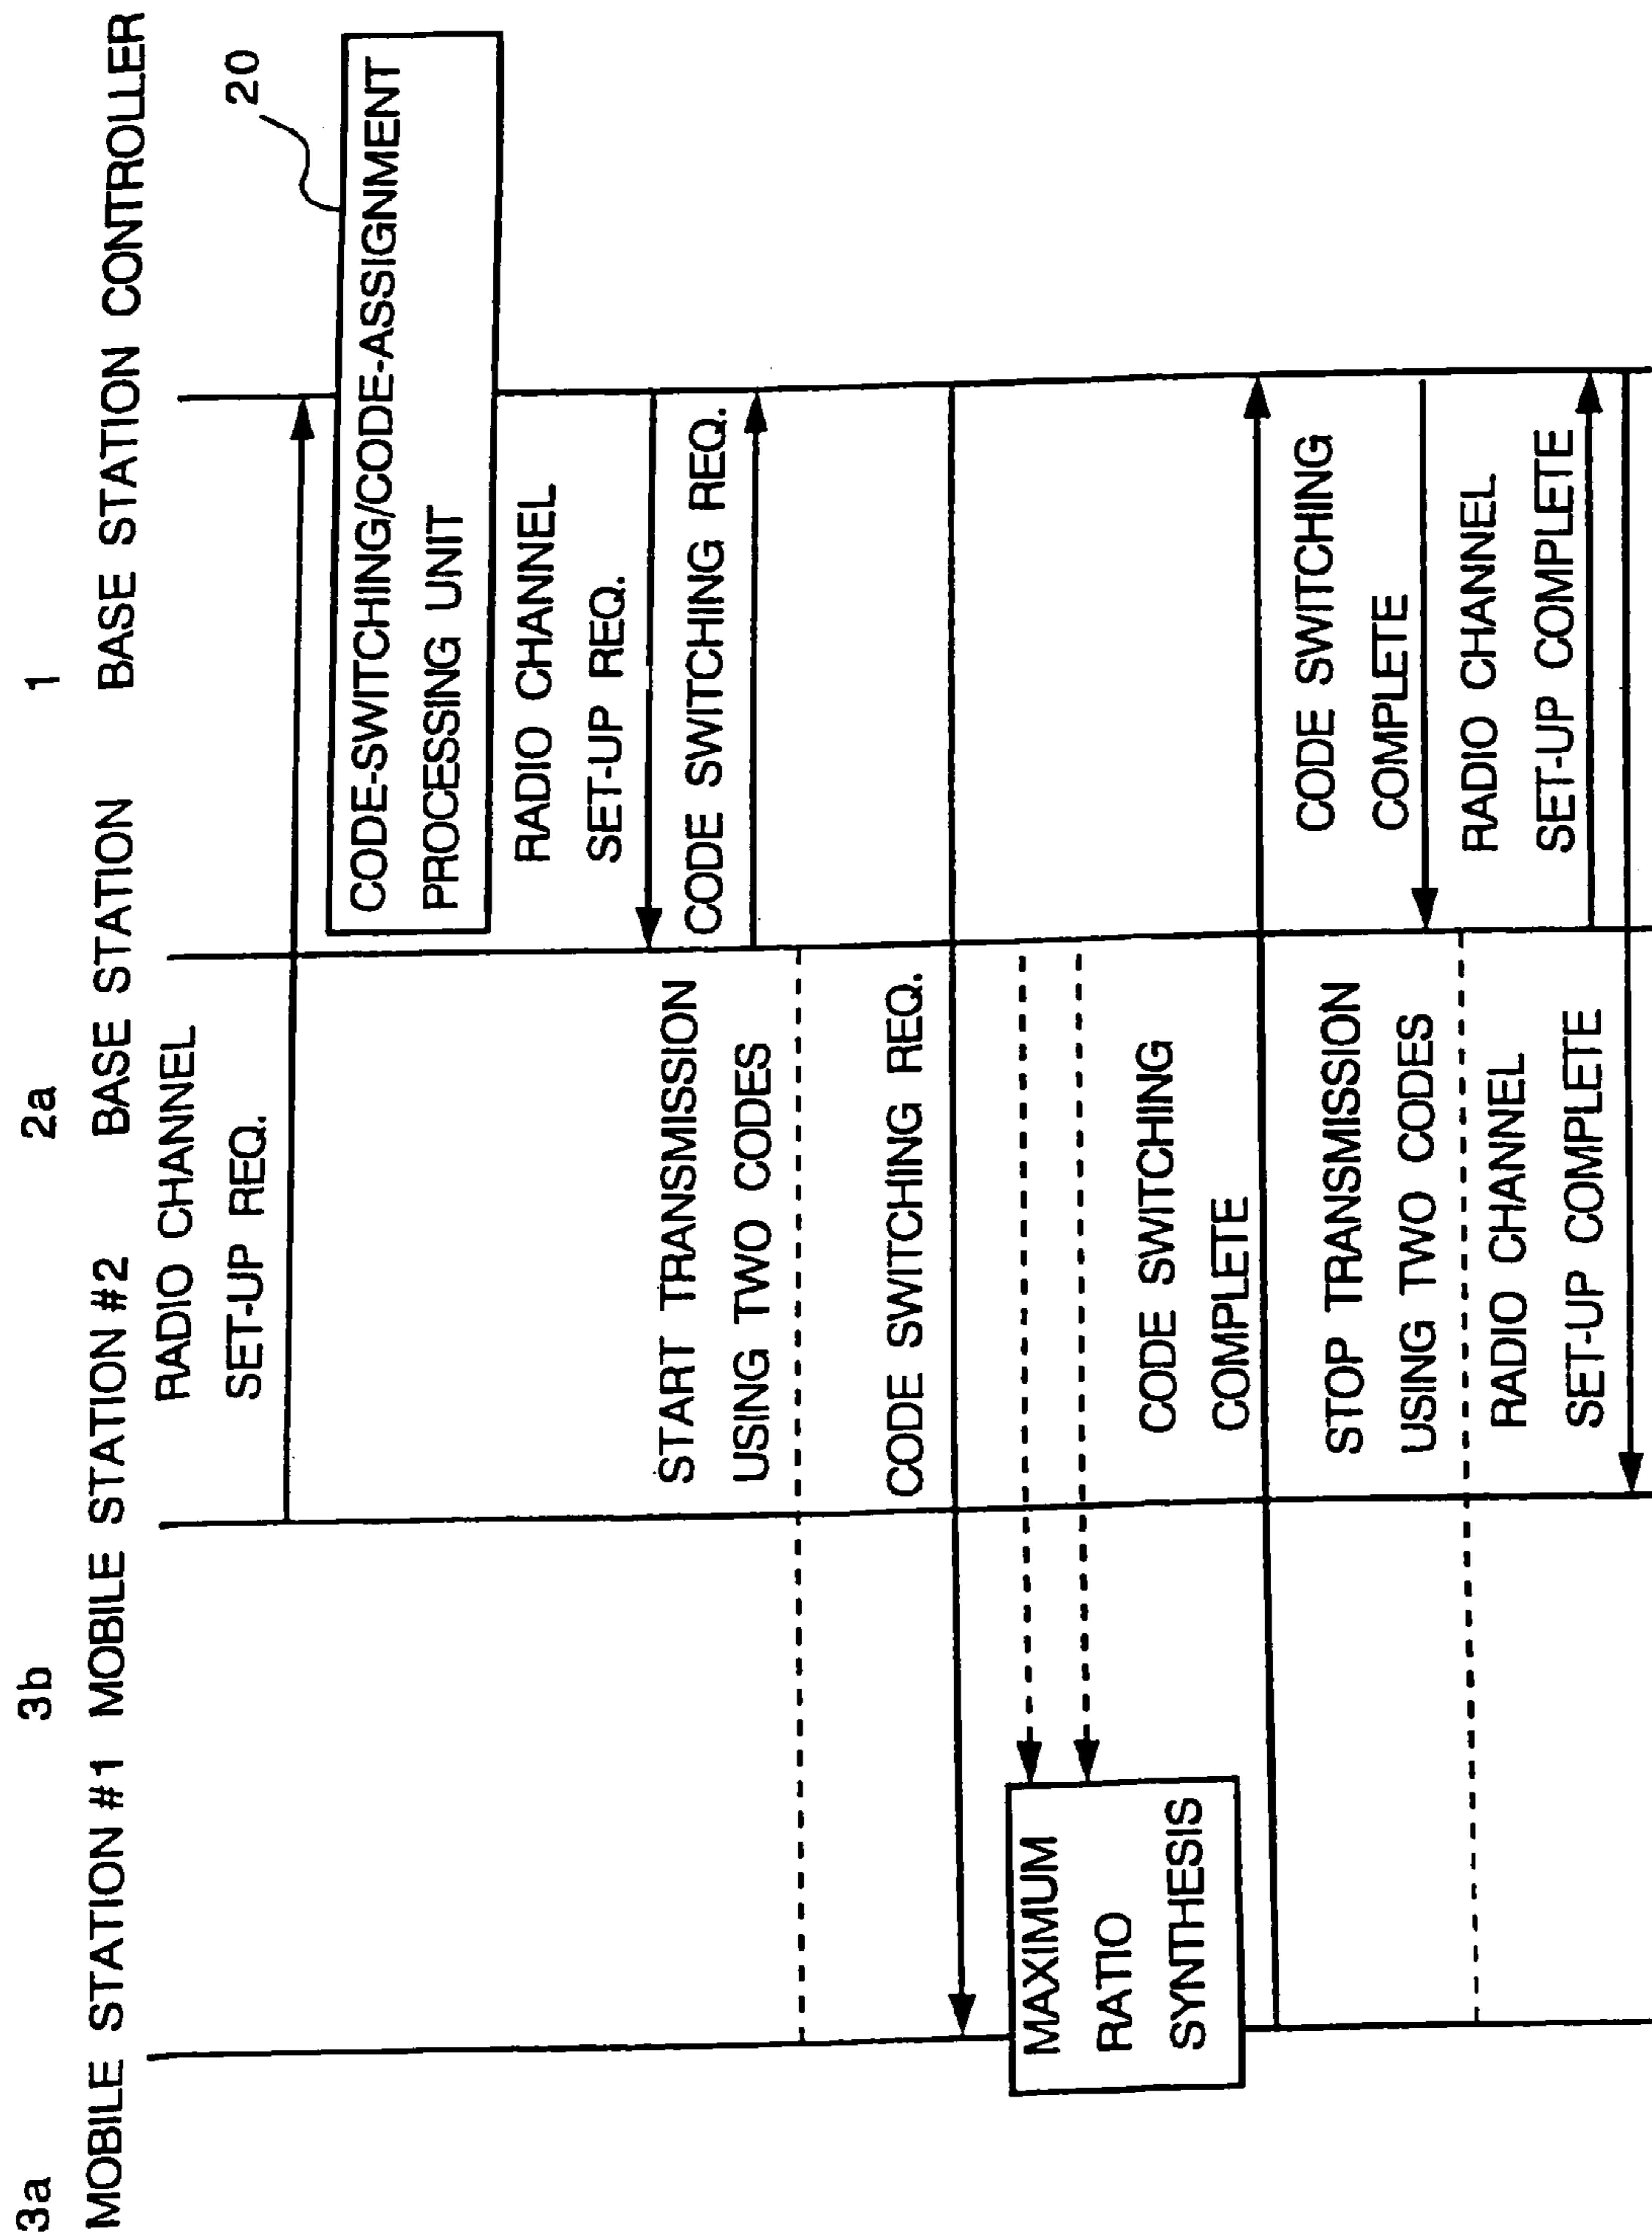 3a
3b
2a
1
MOBILE STATION #1
MOBILE STATION #2
BASE STATION
BASE STATION CONTROLLER
RADIO CHANNEL
SET-UP REQ.
20
CODE-SWITCHING/CODE-ASSIGNMENT
PROCESSING UNIT
RADIO CHANNEL
SET-UP REQ.
CODE SWITCHING REQ.
START TRANSMISSION
USING TWO CODES
CODE SWITCHING REQ.
MAXIMUM
RATIO
SYNTHESIS
CODE SWITCHING
COMPLETE
CODE SWITCHING
COMPLETE
STOP TRANSMISSION
USING TWO CODES
RADIO CHANNEL
SET-UP COMPLETE
RADIO CHANNEL
SET-UP COMPLETE